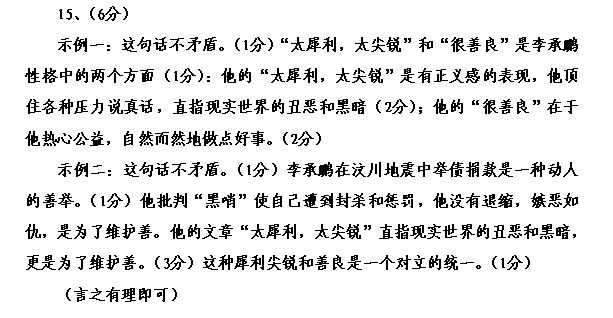 15、（6分）
示例一：这句话不矛盾。（1分）“太犀利，太尖锐”和“很善良”是李承鹏
性格中的两个方面（1分）：他的“太犀利，太尖锐”是有正义感的表现，他顶
住各种压力说真话，直指现实世界的丑恶和黑暗（2分）；他的“很善良”在于
他热心公益，自然而然地做点好事。（2分）
示例二：这句话不矛盾。（1分）李承鹏在汶川地震中举债捐款是一种动人
的善举。（1分）他批判“黑哨”使自己遭到封杀和惩罚，他没有退缩，嫉恶如
仇，是为了维护善。他的文章“太犀利，太尖锐”直指现实世界的丑恶和黑暗，
更是为了维护善。（3分）这种犀利尖锐和善良是一个对立的统一。（1分）
（言之有理即可）